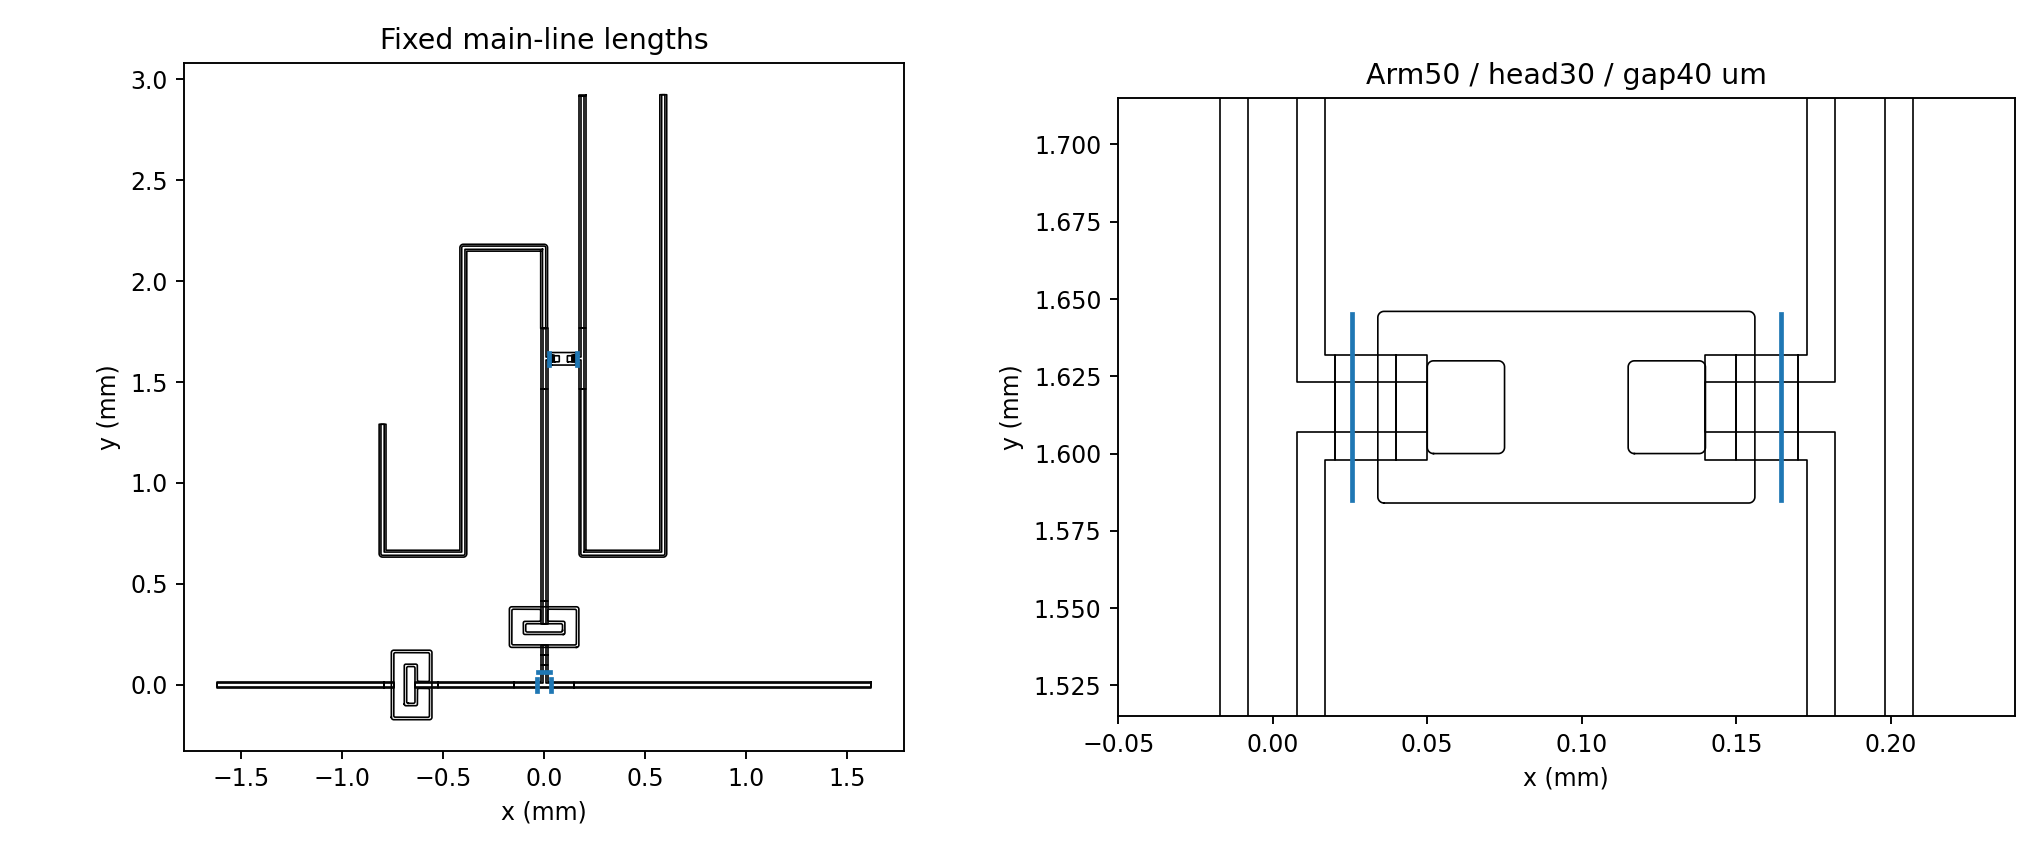 Fixed main-line lengths
3.0
2.5
2.0
1.5
1.0
0.5
0.0
y (mm)
−1.5 −1.0 −0.5 0.0 0.5 1.0 1.5
x (mm)
Arm50 / head30 / gap40 um
1.700
1.675
1.650
1.625
1.600
1.575
1.550
1.525
y (mm)
−0.05 0.00 0.05 0.10 0.15 0.20
x (mm)